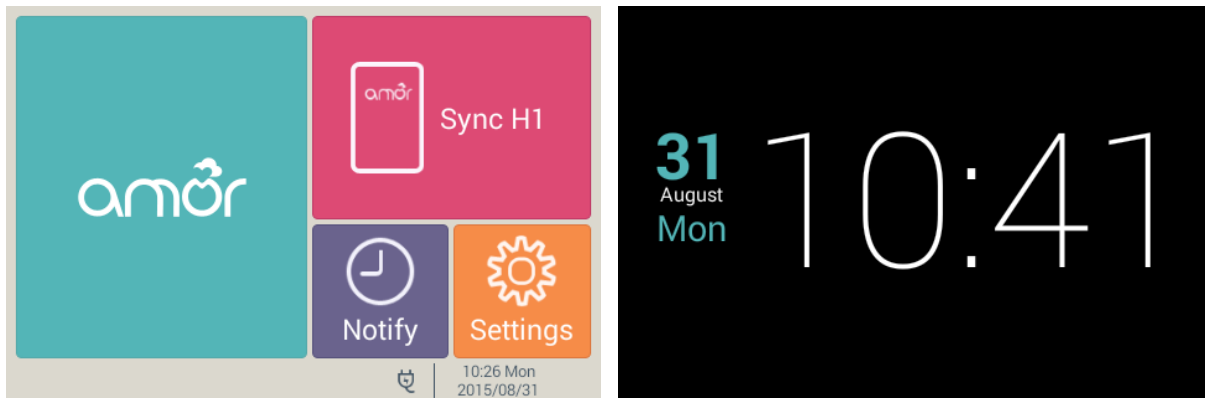 amor
amor
Sync H1
Notify
Settings
10:26 Mon
2015/08/31
31
August
Mon
10:41